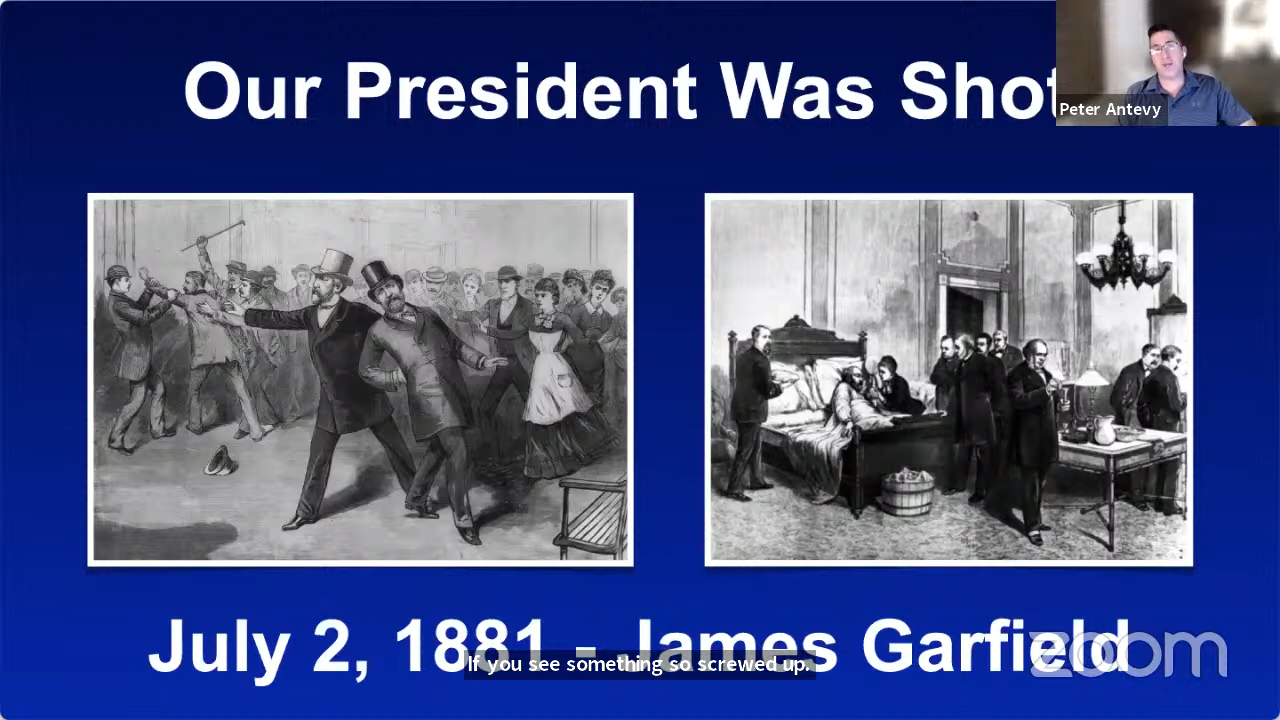 Our President Was Shot
Peter Antevy
July 2, 1881 - James Garfield
If you see something so screwed up.
zoom